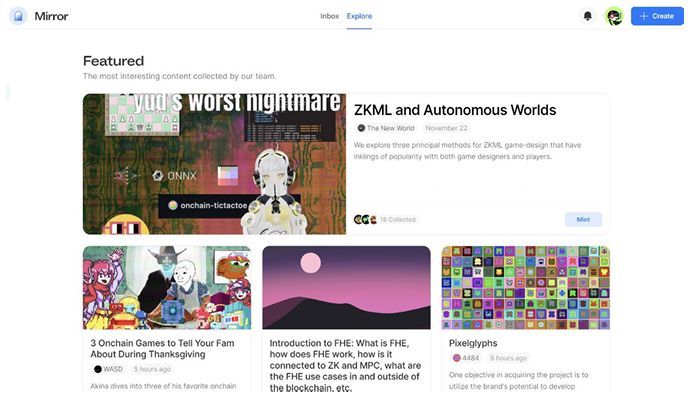 Mirror
Inbox
Explore
+ Create
Featured
The most interesting content collected by our team.
yud's worst nightmare
ONNX
onchain-tictactoe
ZKML and Autonomous Worlds
The New World
November 22
We explore three principal methods for ZKML game-design that have
inklings of popularity with both game designers and players.
16 Collected
Mint
3 Onchain Games to Tell Your Fam
About During Thanksgiving
WASD
5 hours ago
Akina dives into three of his favorite onchain
Introduction to FHE: What is FHE,
how does FHE work, how is it
connected to ZK and MPC, what are
the FHE use cases in and outside of
the blockchain, etc.
Pixelglyphs
4484
8 hours ago
One objective in acquiring the project is to
utilize the brand's potential to develop